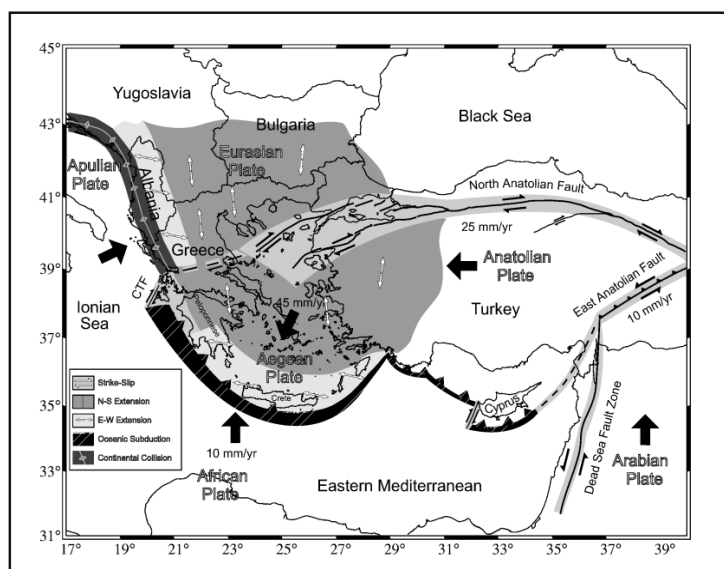 45°
43°
41°
39°
37°
35°
33°
31°
17°
19°
21°
23°
25°
27°
29°
31°
33°
35°
37°
39°
Yugoslavia
Bulgaria
Black Sea
Eurasian
Plate
Apulian
Plate
Albania
North Anatolian Fault
25 mm/yr
Greece
Anatolian
Plate
CTF
Ionian
Sea
Peloponnese
45 mm/yr
Turkey
East Anatolian Fault
10 mm/yr
Aegean
Plate
Crete
Cyprus
10 mm/yr
African
Plate
Eastern Mediterranean
Dead Sea Fault Zone
Arabian
Plate
Strike-Slip
N-S Extension
E-W Extension
Oceanic Subduction
Continental Collision